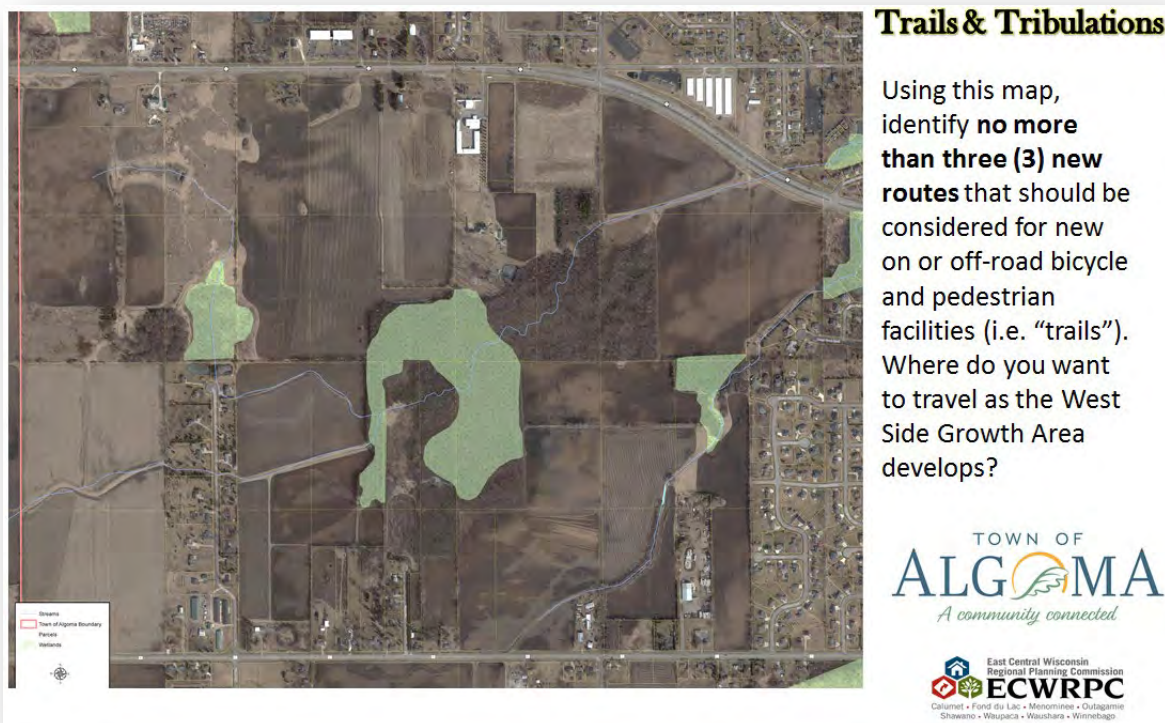 Trails & Tribulations
Using this map,
identify no more
than three (3) new
routes that should be
considered for new
on or off-road bicycle
and pedestrian
facilities (i.e. “trails”).
Where do you want
to travel as the West
Side Growth Area
develops?
TOWN OF
ALGOMA
A community connected
East Central Wisconsin
Regional Planning Commission
ECWRPC
Calumet • Fond du Lac • Menominee • Outagamie
Shawano • Waupaca • Waushara • Winnebago
Streams
Town of Algoma Boundary
Parcels
Wetlands